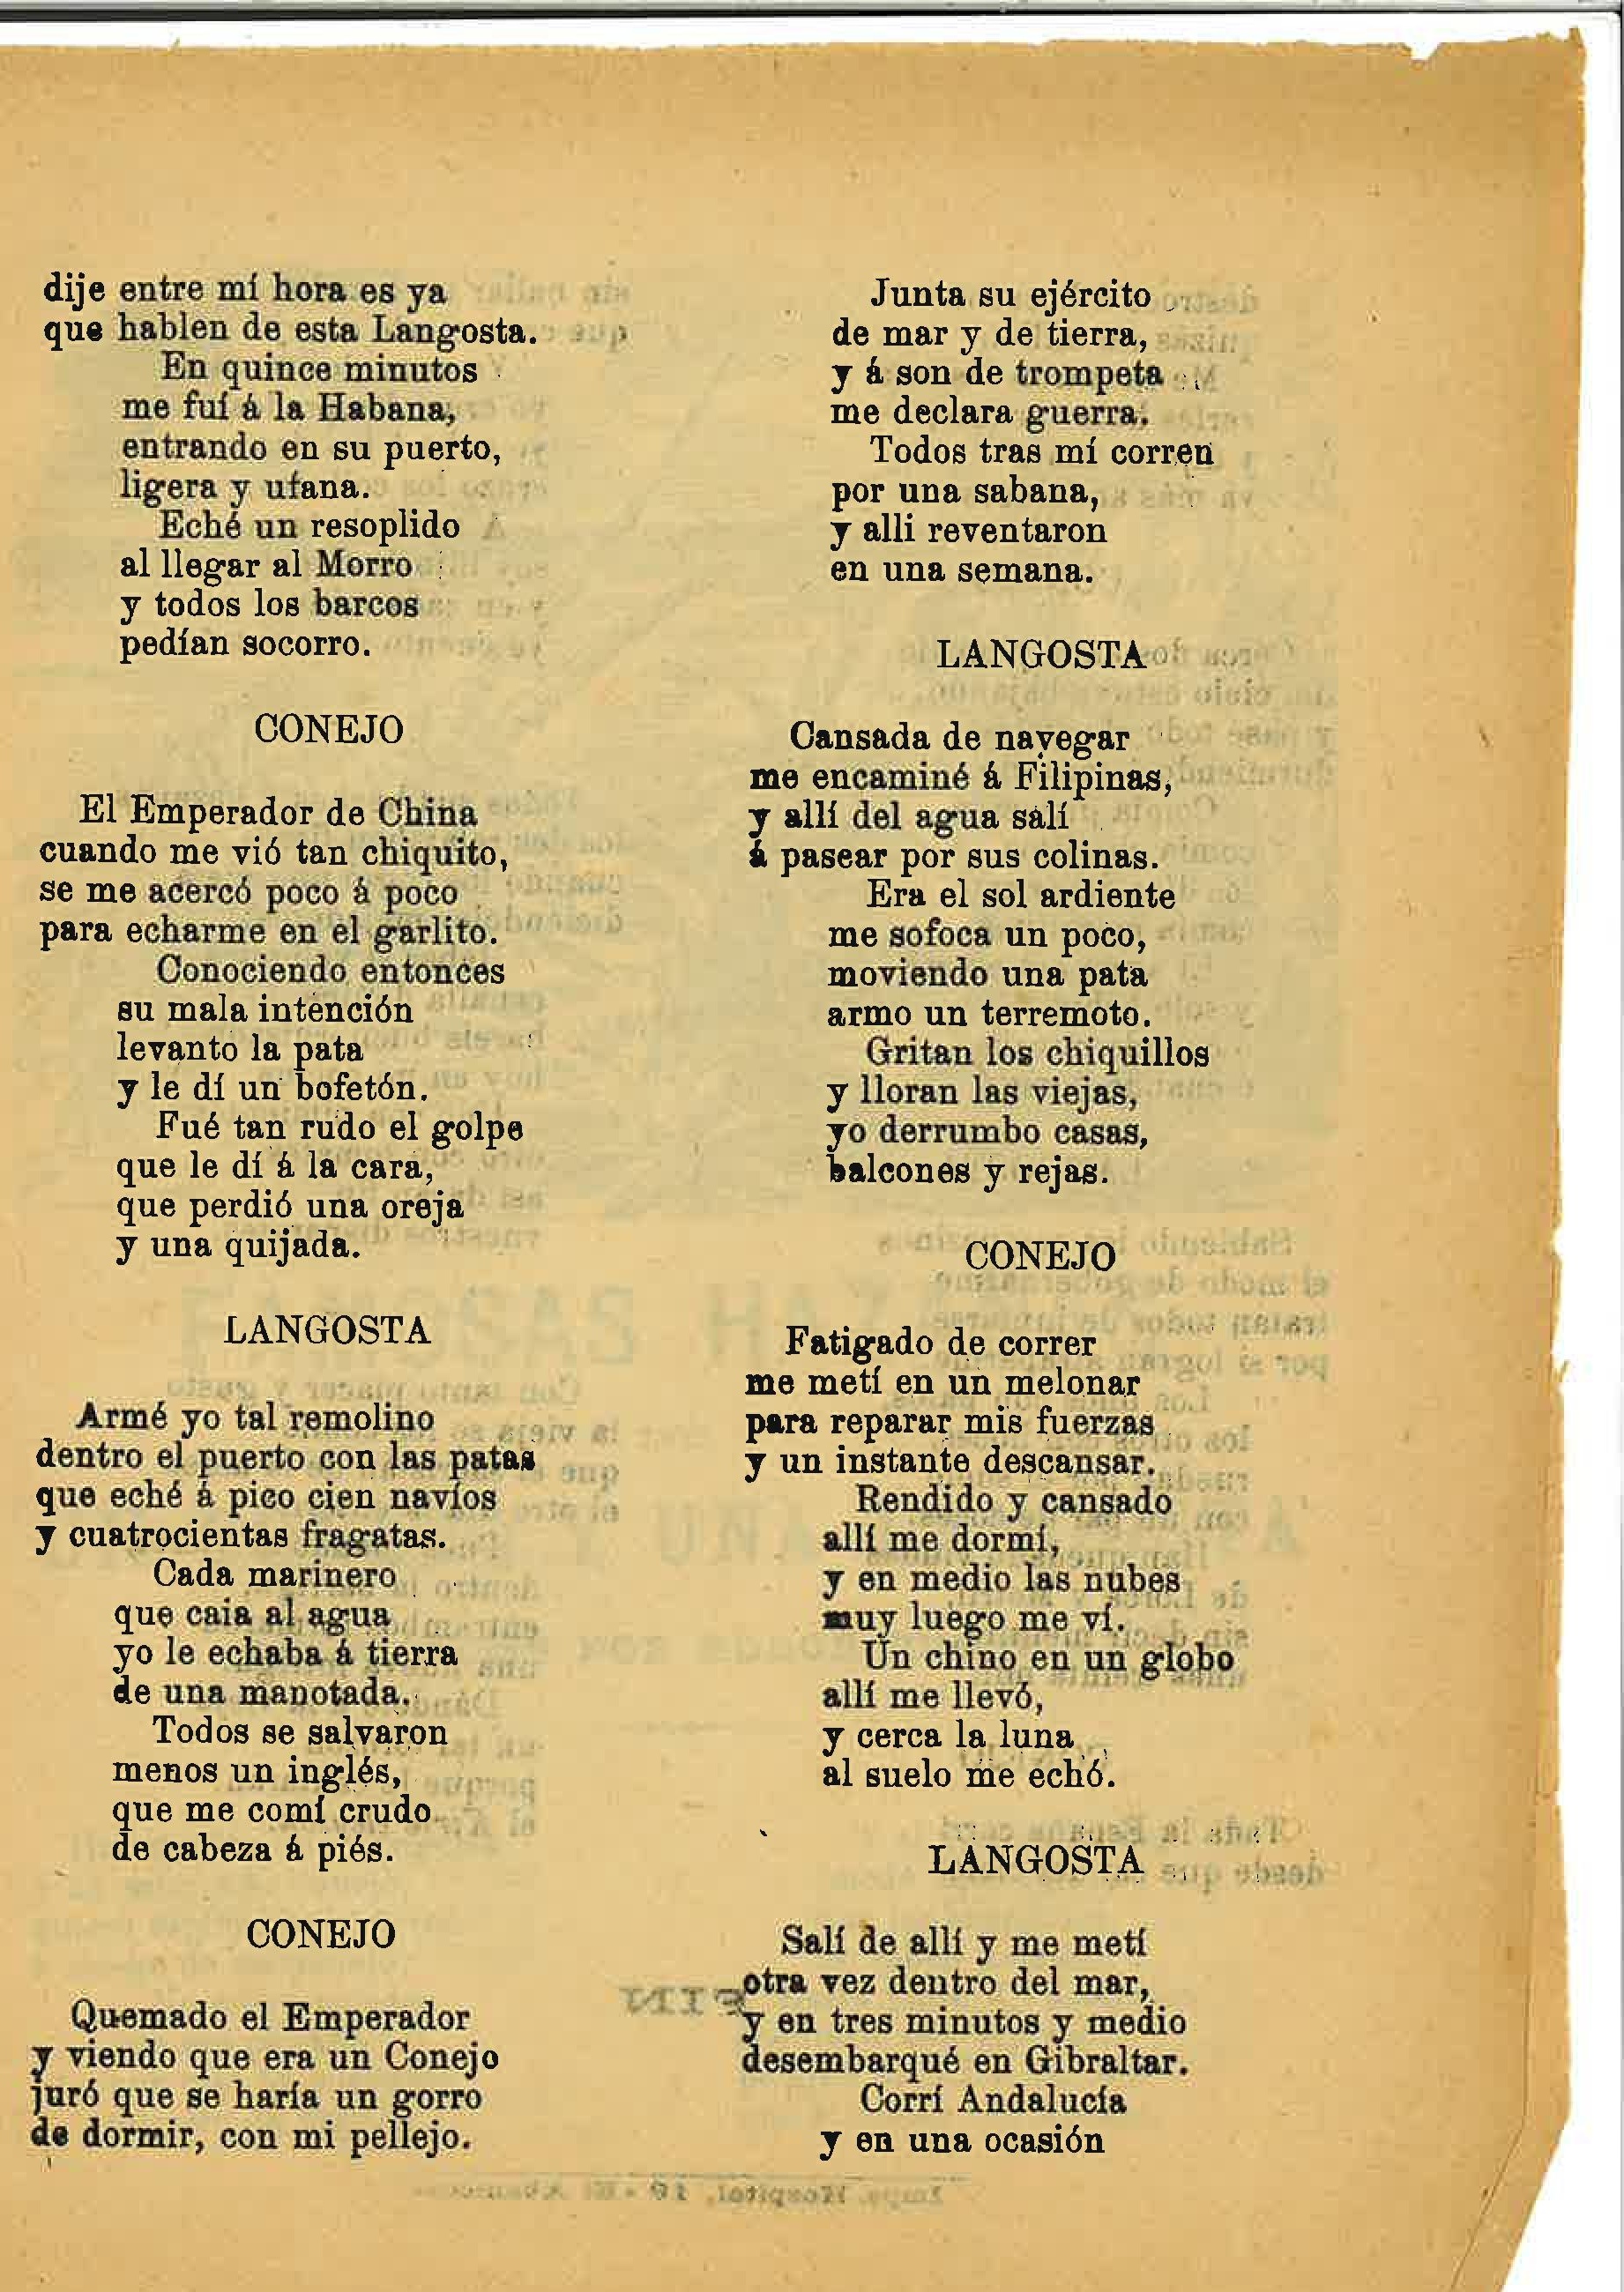 dije entre mí hora es ya
que hablen de esta Langosta.
En quince minutos
me fuí á la Habana,
entrando en su puerto,
ligera y ufana.
Eché un resoplido
al llegar al Morro
y todos los barcos
pedían socorro.
CONEJO
El Emperador de China
cuando me vió tan chiquito,
se me acercó poco á poco
para echarme en el garlito.
Conociendo entonces
su mala intención
levanto la pata
y le dí un bofetón.
Fué tan rudo el golpe
que le dí á la cara,
que perdió una oreja
y una quijada.
LANGOSTA
Armé yo tal remolino
dentro el puerto con las patas
que eché á pico cien navíos
y cuatrocientas fragatas.
Cada marinero
que caia al agua
yo le echaba á tierra
de una manotada.
Todos se salvaron
menos un inglés,
que me comí crudo
de cabeza á piés.
CONEJO
Quemado el Emperador
y viendo que era un Conejo
juró que se haría un gorro
de dormir, con mi pellejo.
Junta su ejército
de mar y de tierra,
y á son de trompeta
me declara guerra.
Todos tras mí corren
por una sabana,
y alli reventaron
en una semana.
LANGOSTA
Cansada de navegar
me encaminé á Filipinas,
y allí del agua salí
á pasear por sus colinas.
Era el sol ardiente
me sofoca un poco,
moviendo una pata
armo un terremoto.
Gritan los chiquillos
y lloran las viejas,
yo derrumbo casas,
balcones y rejas.
CONEJO
Fatigado de correr
me metí en un melonar
para reparar mis fuerzas
y un instante descansar.
Rendido y cansado
allí me dormí,
y en medio las nubes
muy luego me ví.
Un chino en un globo
allí me llevó,
y cerca la luna
al suelo me echó.
LANGOSTA
Salí de allí y me metí
otra vez dentro del mar,
y en tres minutos y medio
desembarqué en Gibraltar.
Corrí Andalucía
y en una ocasión